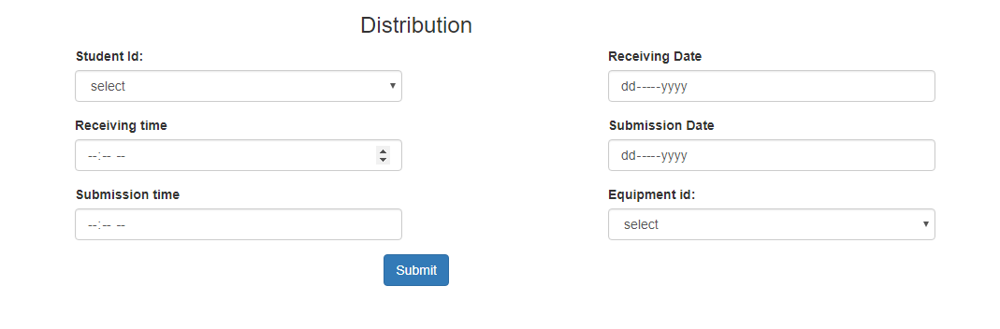 Distribution
Student Id:
Receiving Date
select
dd-----yyyy
Receiving time
Submission Date
--:-- --
dd-----yyyy
Submission time
Equipment id:
--:-- --
select
Submit